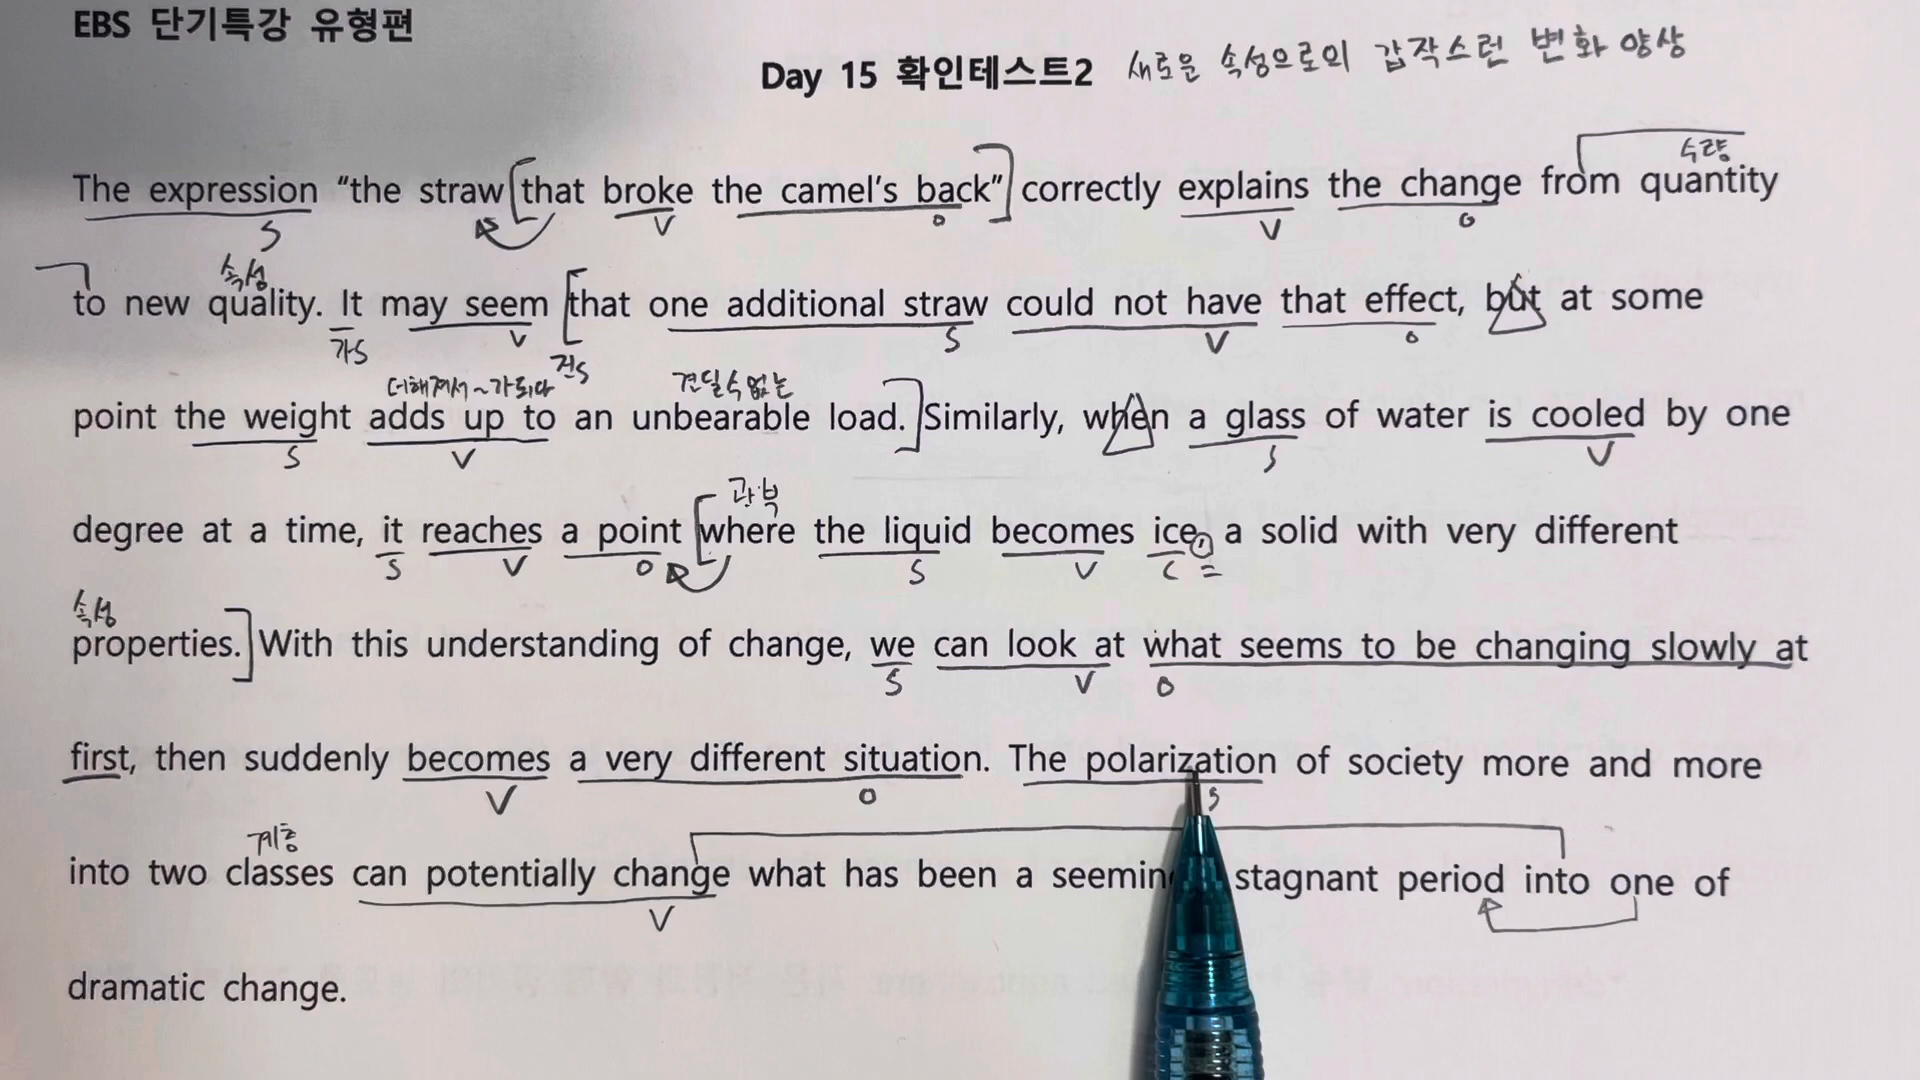 EBS 단기특강 유형편
Day 15 확인테스트2 새로운 속성으로의 갑작스런 변화 양상
수량
The expression “the straw [that broke the camel’s back”] correctly explains the change from quantity
S V O V O
속성
to new quality. It may seem [that one additional straw could not have that effect, but at some
가S V 진S S V O
더해져서~가 되다 견딜 수 없는
point the weight adds up to an unbearable load.] Similarly, when a glass of water is cooled by one
S V S V
관부
degree at a time, it reaches a point [where the liquid becomes ice, a solid with very different
S V O S V C =
속성
properties.] With this understanding of change, we can look at what seems to be changing slowly at
S V O
first, then suddenly becomes a very different situation. The polarization of society more and more
V O S
계층
into two classes can potentially change what has been a stagnant period into one of
V
dramatic change.